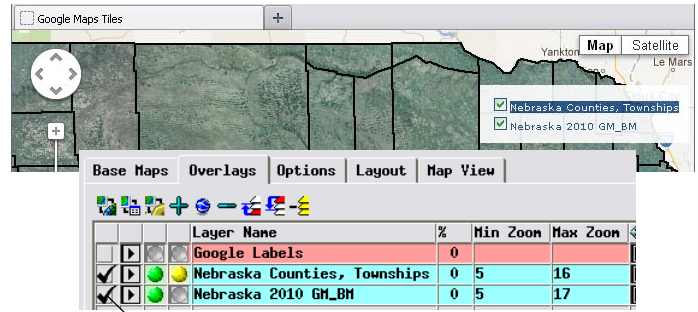 Google Maps Tiles
+
Yankton
Map
Satellite
Le Mars
Nebraska Counties, Townships
Nebraska 2010 GM_BM
Base Maps Overlays Options Layout Map View
Layer Name % Min Zoom Max Zoom
Google Labels 0
Nebraska Counties, Townships 0 5 16
Nebraska 2010 GM_BM 0 5 17